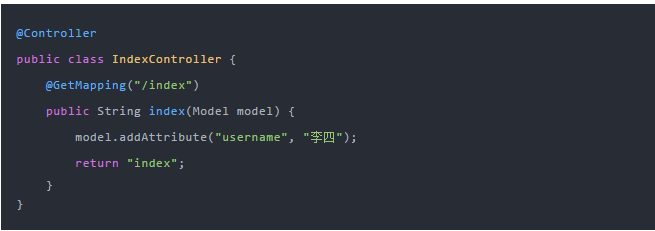 @Controller
public class IndexController {
    @GetMapping("/index")
    public String index(Model model) {
        model.addAttribute("username", "李四");
        return "index";
    }
}